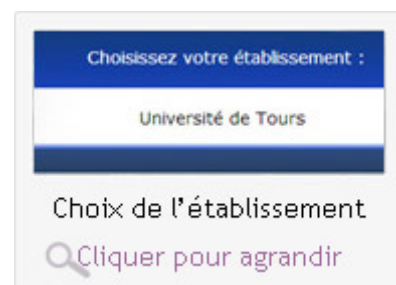 Choisissez votre établissement :
Université de Tours
Choix de l'établissement
Cliquer pour agrandir